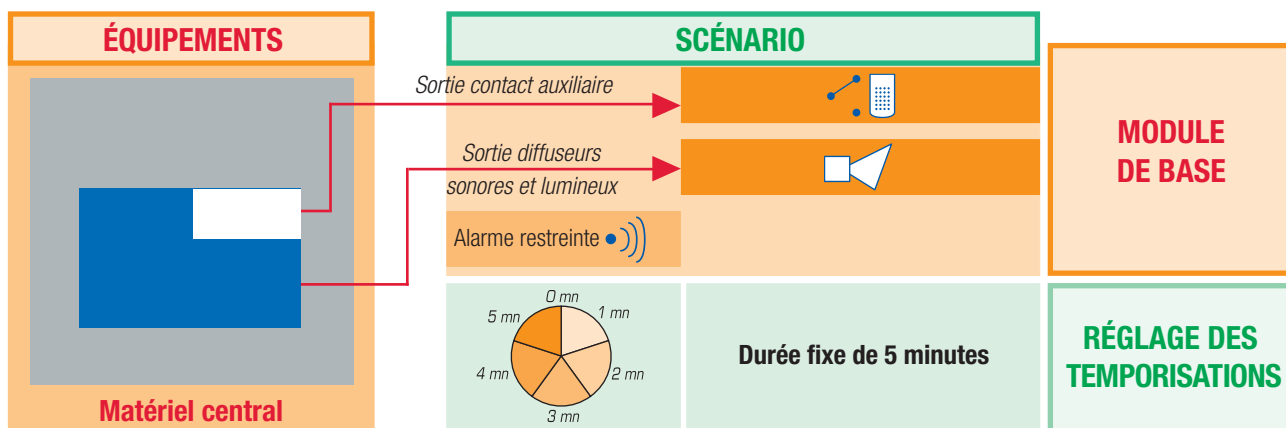 ÉQUIPEMENTS
SCÉNARIO
Sortie contact auxiliaire
Sortie diffuseurs
sonores et lumineux
Alarme restreinte
MODULE
DE BASE
0 mn
1 mn
2 mn
3 mn
4 mn
5 mn
Durée fixe de 5 minutes
RÉGLAGE DES
TEMPORISATIONS
Matériel central